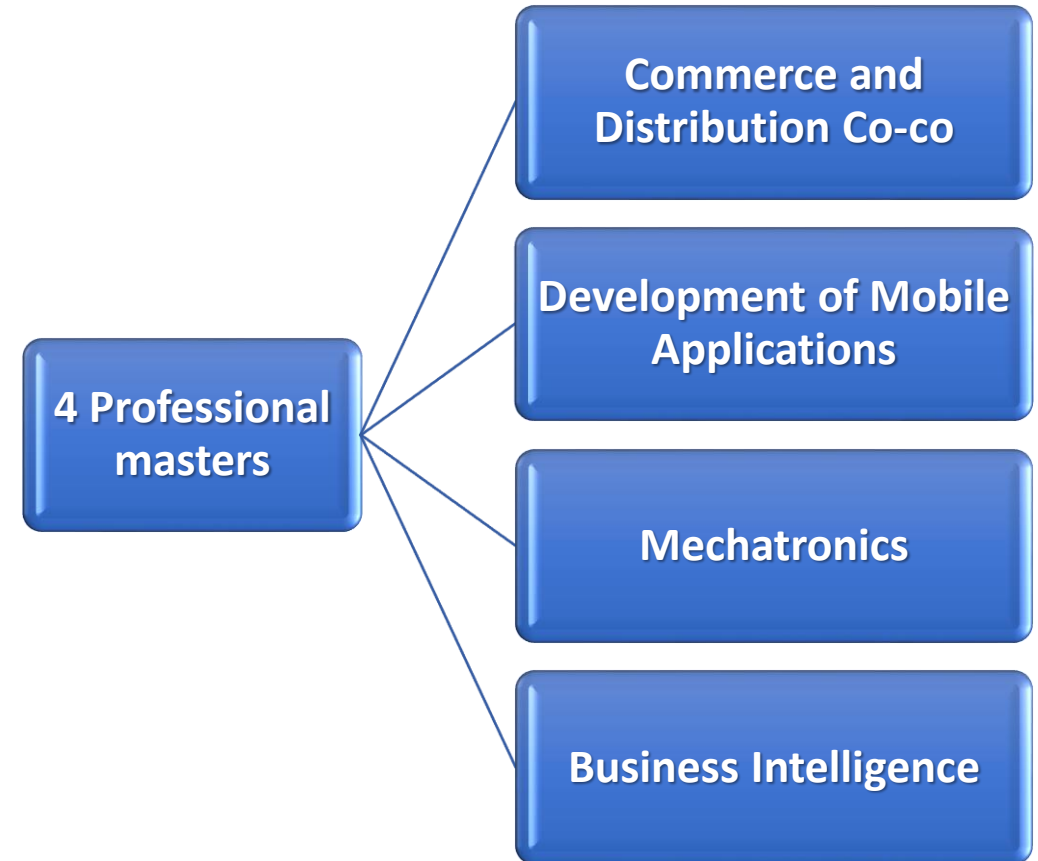 4 Professional
masters
Commerce and
Distribution Co-co
Development of Mobile
Applications
Mechatronics
Business Intelligence